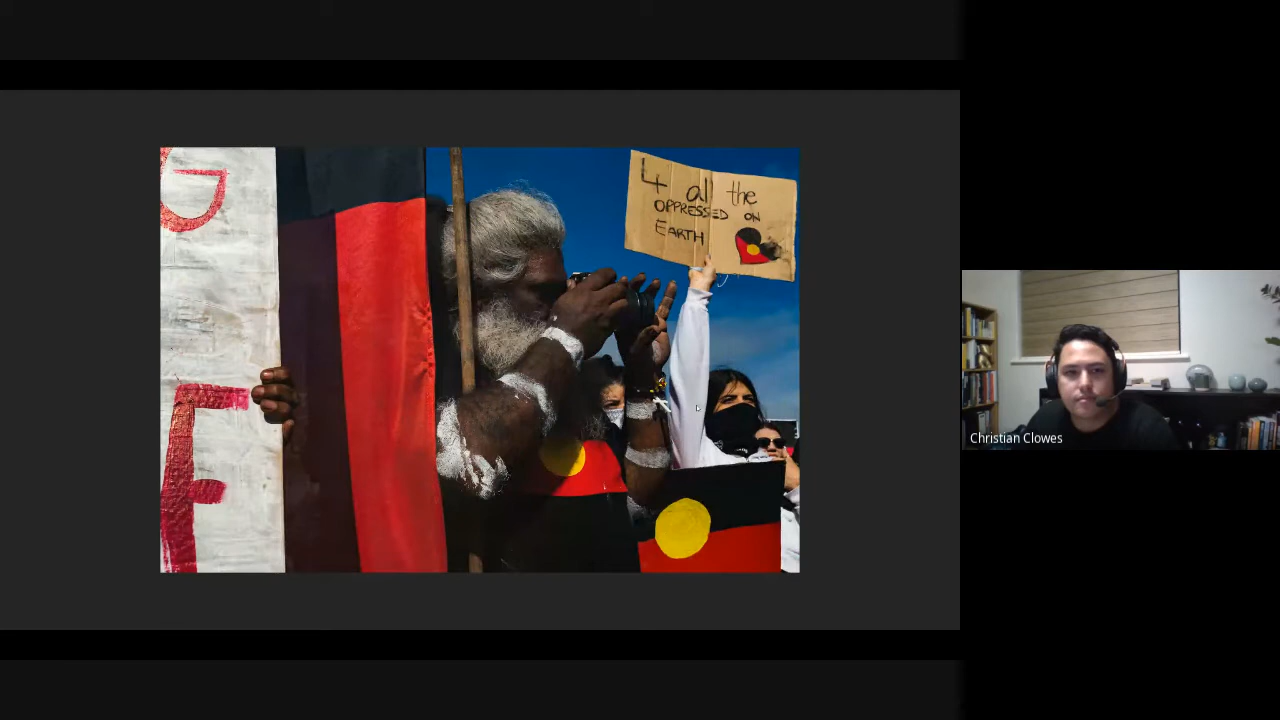 D
E
4 all the
OPPRESSED ON
EARTH
Christian Clowes